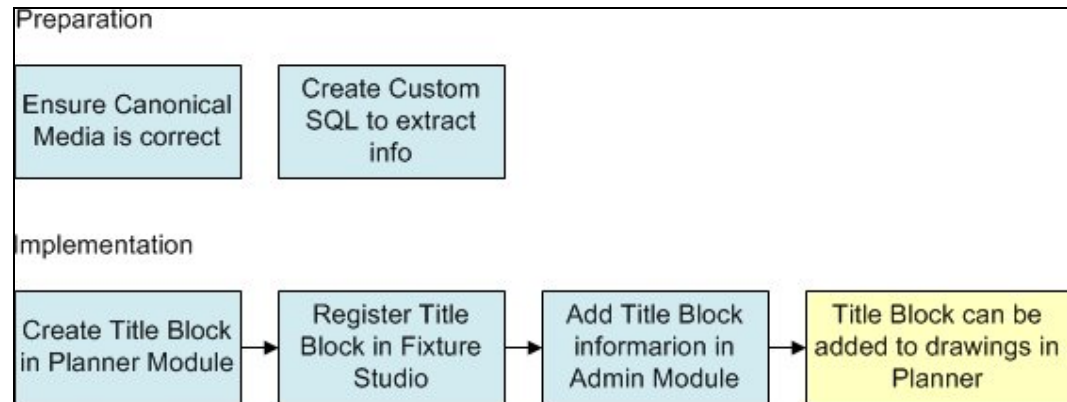 Preparation
Ensure Canonical
Media is correct
Create Custom
SQL to extract
info
Implementation
Create Title Block
in Planner Module
Register Title
Block in Fixture
Studio
Add Title Block
informarion in
Admin Module
Title Block can be
added to drawings in
Planner